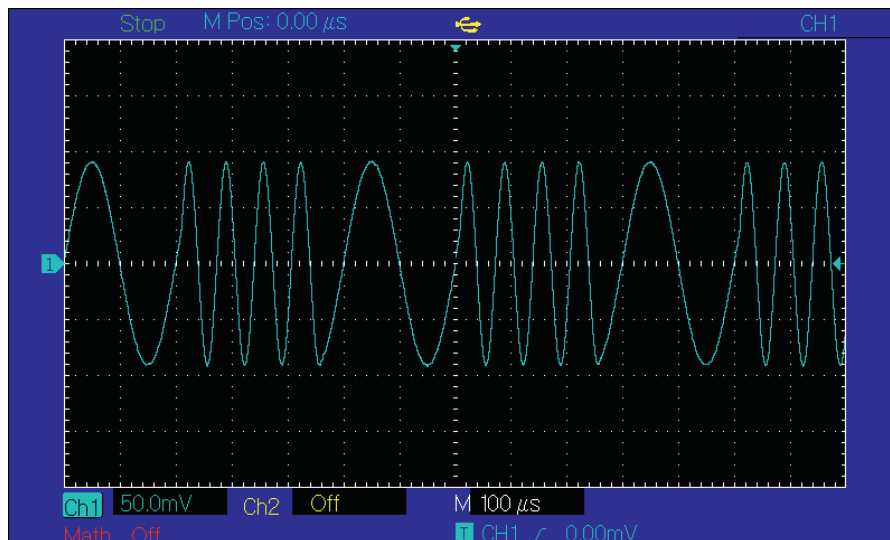 Stop M Pos: 0.00 μs CH1
1
Ch1 50.0mV Ch2 Off M 100 μs
Math Off T CH1 0.00mV